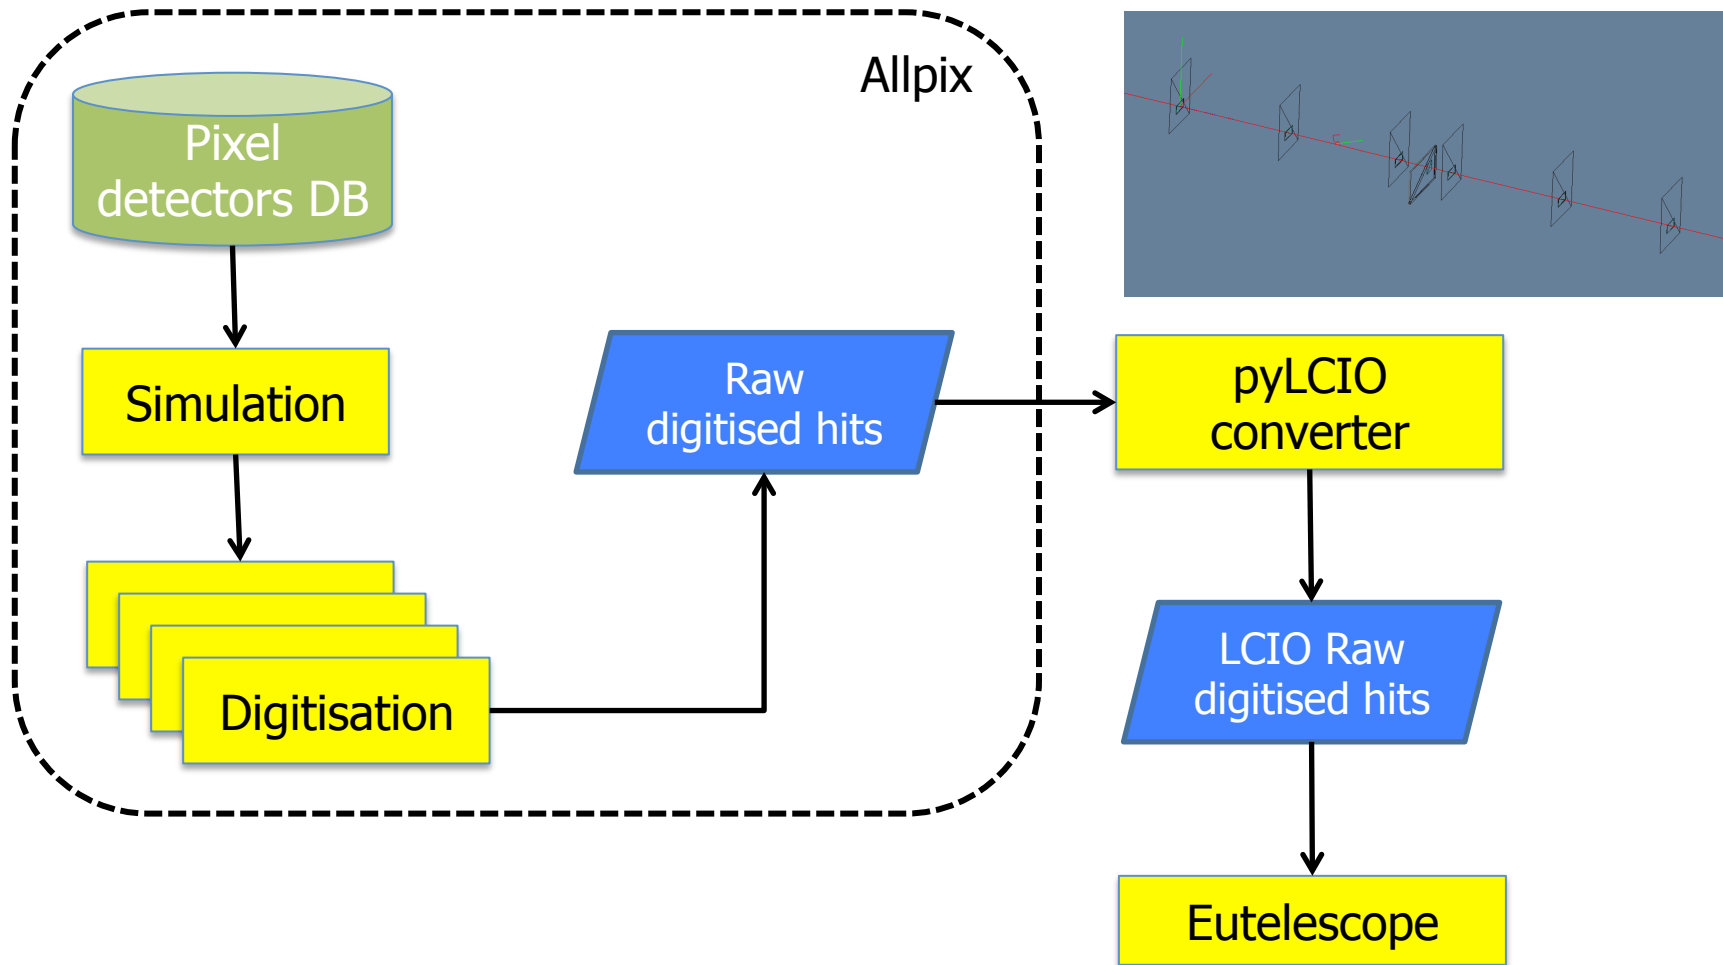 Allpix
Pixel
detectors DB
Simulation
Digitisation
Raw
digitised hits
pyLCIO
converter
LCIO Raw
digitised hits
Eutelescope